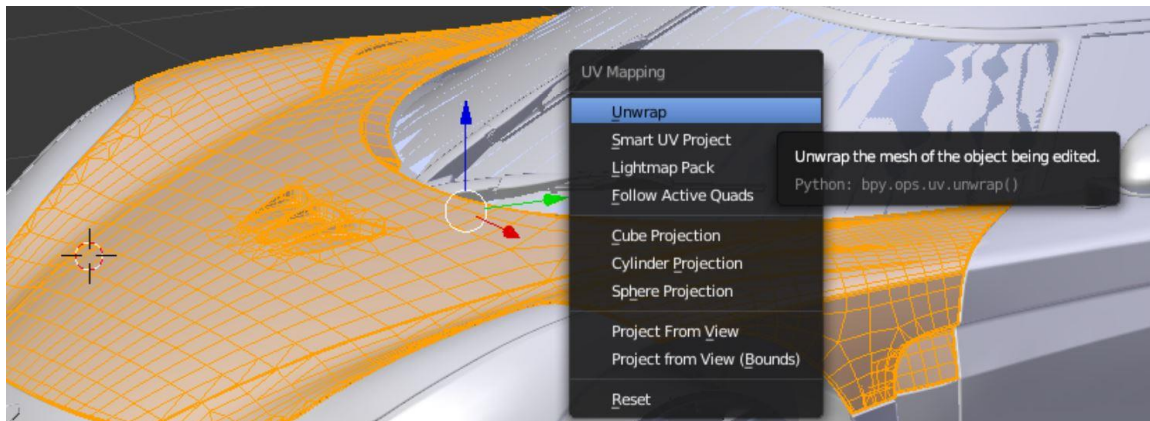 UV Mapping
Unwrap
Smart UV Project
Lightmap Pack
Follow Active Quads
Cube Projection
Cylinder Projection
Sphere Projection
Project From View
Project from View (Bounds)
Reset
Unwrap the mesh of the object being edited.
Python: bpy.ops.uv.unwrap()